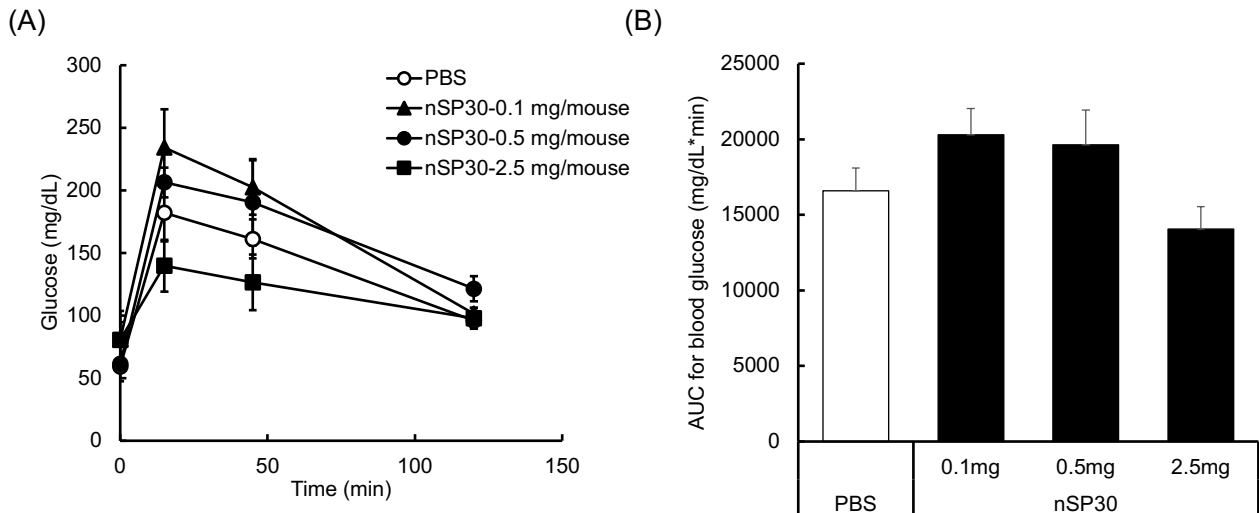 (A)
300
250
200
150
100
50
0
Glucose (mg/dL)
0
50
100
150
Time (min)
PBS
nSP30-0.1 mg/mouse
nSP30-0.5 mg/mouse
nSP30-2.5 mg/mouse
(B)
25000
20000
15000
10000
5000
0
AUC for blood glucose (mg/dL*min)
0.1mg
0.5mg
2.5mg
PBS
nSP30